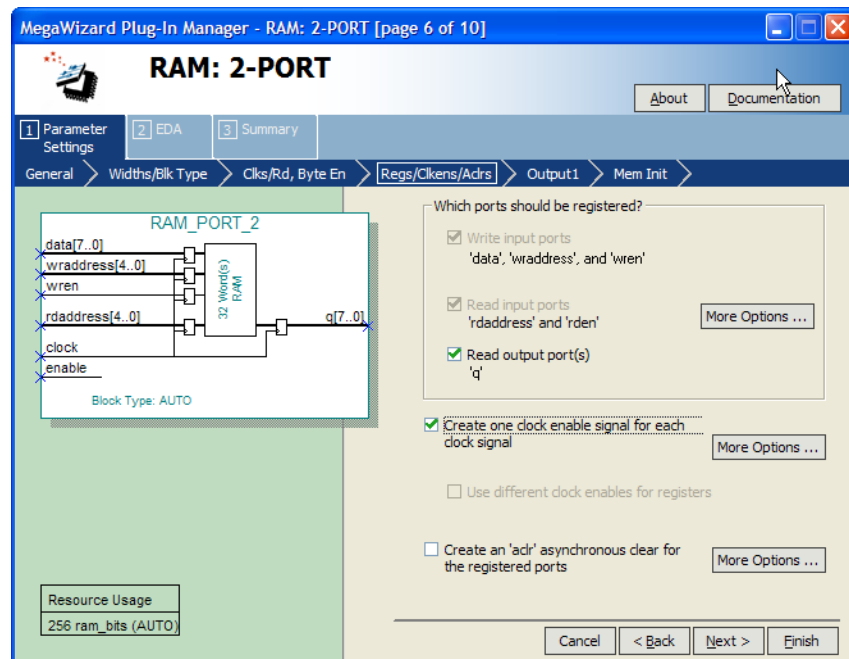 MegaWizard Plug-In Manager - RAM: 2-PORT [page 6 of 10]
RAM: 2-PORT
About
Documentation
1 Parameter Settings
2 EDA
3 Summary
General
Widths/Blk Type
Clks/Rd, Byte En
Regs/Clkens/Aclrs
Output1
Mem Init
RAM_PORT_2
data[7..0]
wraddress[4..0]
wren
rdaddress[4..0]
clock
enable
32 Word(s)
RAM
q[7..0]
Block Type: AUTO
Resource Usage
256 ram_bits (AUTO)
Which ports should be registered?
Write input ports
'data', 'wraddress', and 'wren'
Read input ports
'rdaddress' and 'rden'
More Options ...
Read output port(s)
'q'
Create one clock enable signal for each
clock signal
More Options ...
Use different clock enables for registers
Create an 'aclr' asynchronous clear for
the registered ports
More Options ...
Cancel
< Back
Next >
Finish